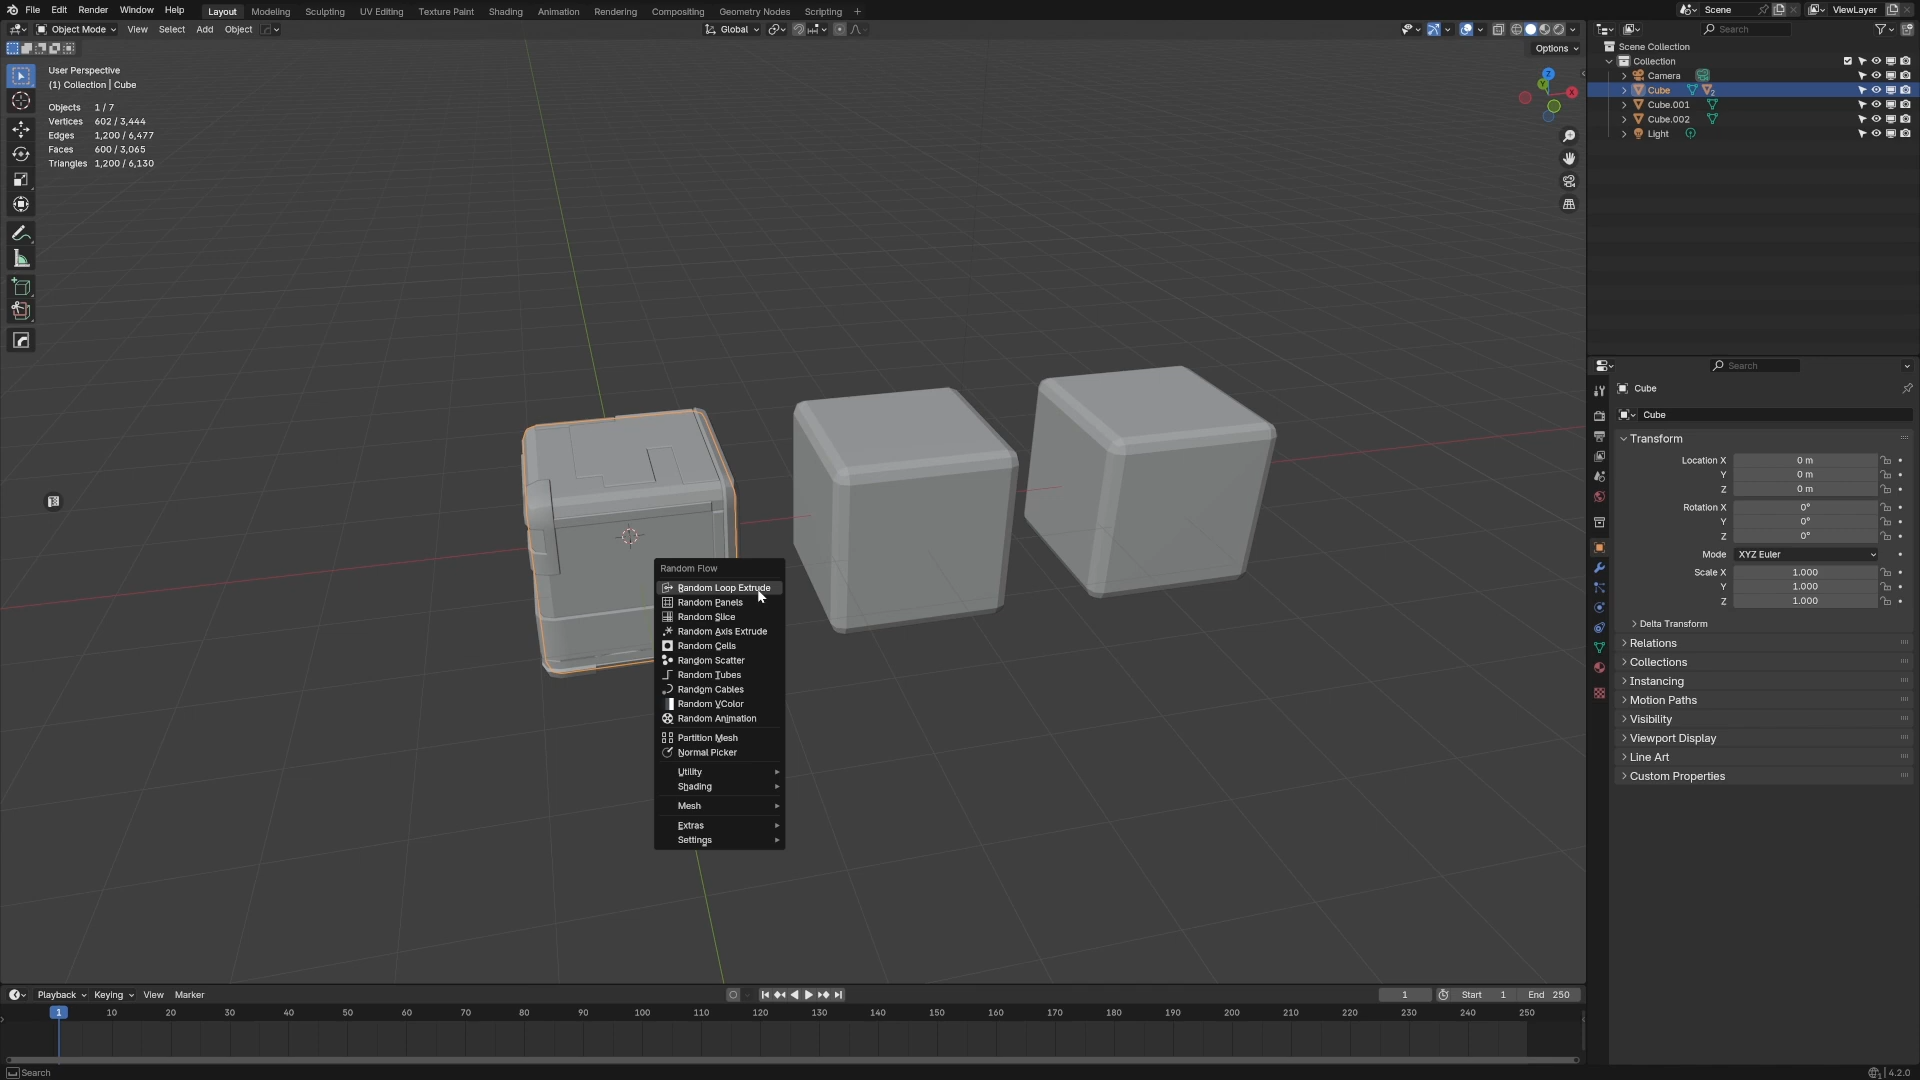 File Edit Render Window Help Layout Modeling Sculpting UV Editing Texture Paint Shading Animation Rendering Compositing Geometry Nodes Scripting + Scene ViewLayer
Object Mode View Select Add Object Global Search
Options
User Perspective
(1) Collection | Cube
Objects 1 / 7
Vertices 602 / 3,444
Edges 1,200 / 6,477
Faces 600 / 3,065
Triangles 1,200 / 6,130
Z
Y
X
Random Flow
Random Loop Extrude
Random Panels
Random Slice
Random Axis Extrude
Random Cells
Random Scatter
Random Tubes
Random Cables
Random VColor
Random Animation
Partition Mesh
Normal Picker
Utility
Shading
Mesh
Extras
Settings
Scene Collection
Collection
Camera
Cube 2
Cube.001
Cube.002
Light
Search
Cube
Cube
Transform
Location X 0 m
Y 0 m
Z 0 m
Rotation X 0°
Y 0°
Z 0°
Mode XYZ Euler
Scale X 1.000
Y 1.000
Z 1.000
Delta Transform
Relations
Collections
Instancing
Motion Paths
Visibility
Viewport Display
Line Art
Custom Properties
Playback Keying View Marker 1 Start 1 End 250
1 10 20 30 40 50 60 70 80 90 100 110 120 130 140 150 160 170 180 190 200 210 220 230 240 250
Search 4.2.0